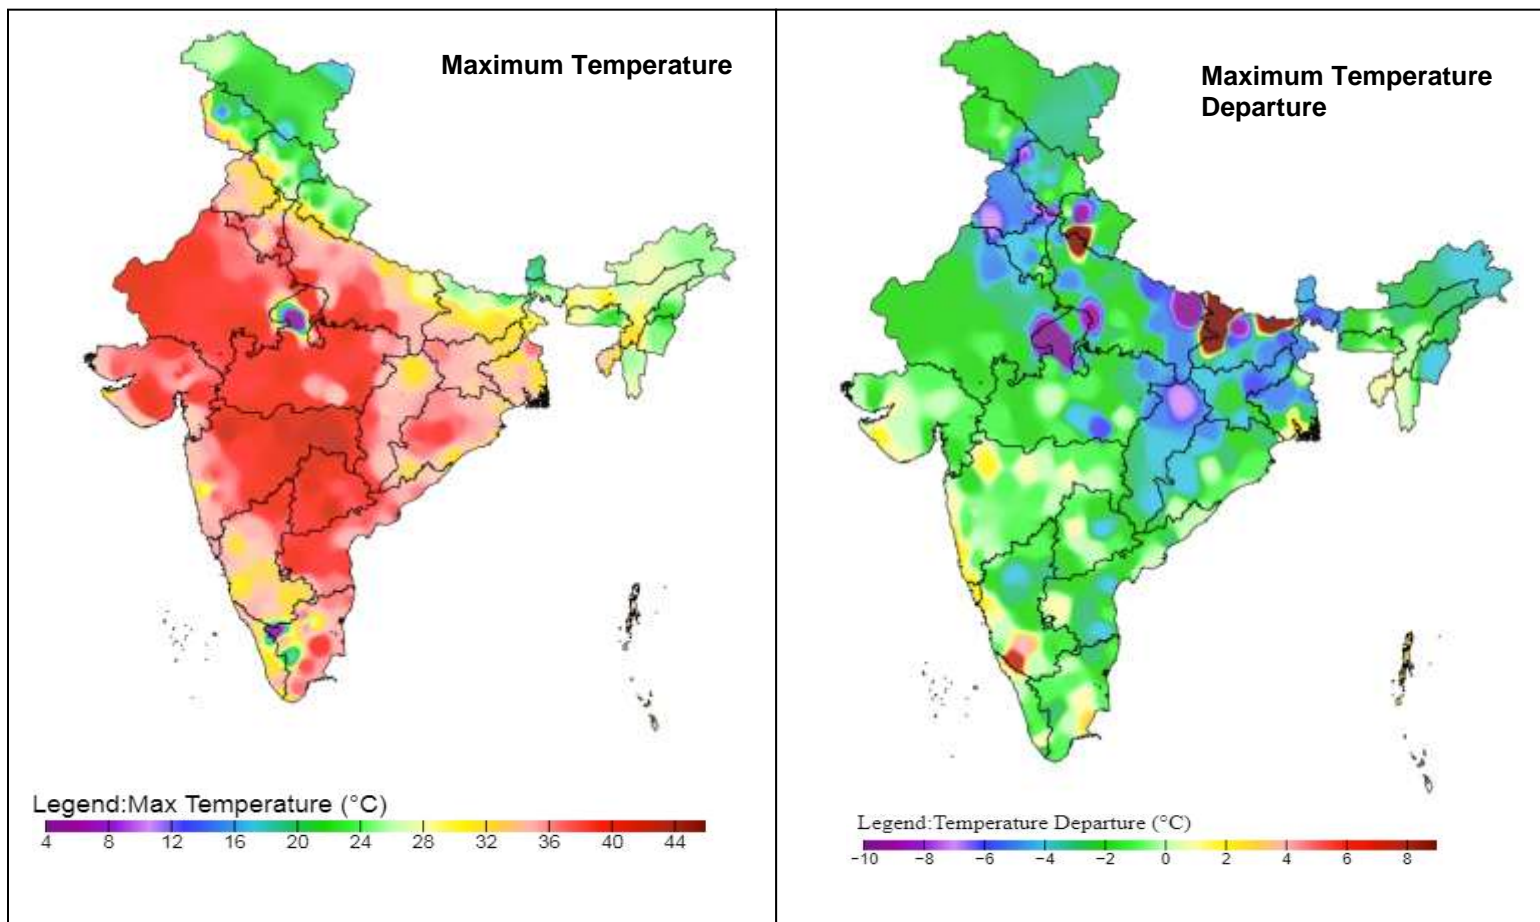 Maximum Temperature
Legend:Max Temperature (°C)
4 8 12 16 20 24 28 32 36 40 44
Maximum Temperature
Departure
Legend:Temperature Departure (°C)
−10 −8 −6 −4 −2 0 2 4 6 8